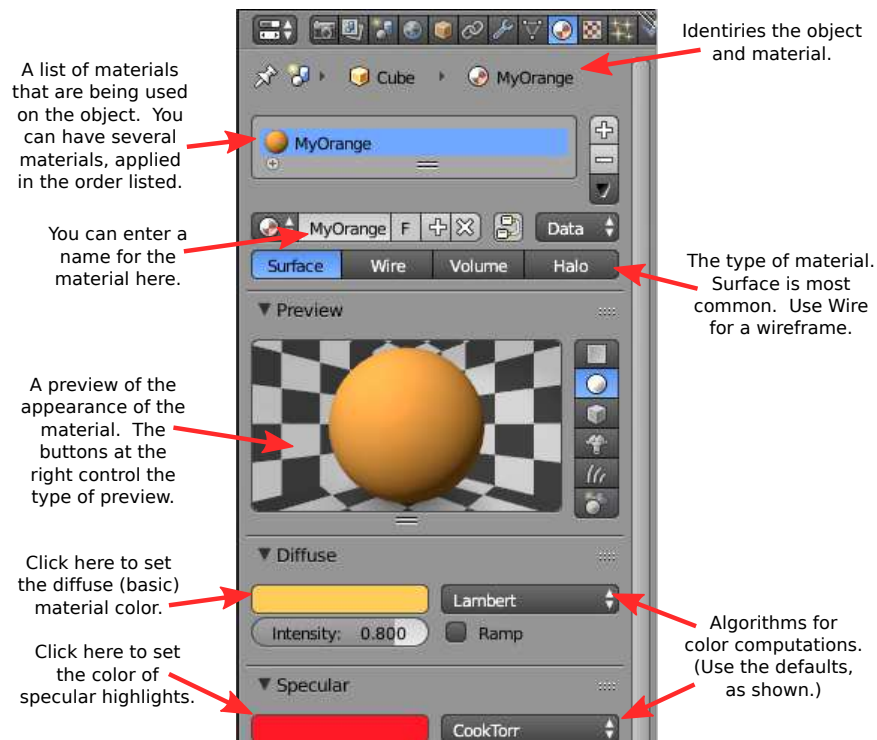 Identiries the object
and material.
A list of materials
that are being used
on the object.  You
can have several
materials, applied
in the order listed.
Cube
MyOrange
MyOrange
You can enter a
name for the
material here.
MyOrange
F
Data
Surface
Wire
Volume
Halo
The type of material.
Surface is most
common.  Use Wire
for a wireframe.
Preview
A preview of the
appearance of the
material.  The
buttons at the
right control the
type of preview.
Diffuse
Click here to set
the diffuse (basic)
material color.
Lambert
Intensity: 0.800
Ramp
Algorithms for
color computations.
(Use the defaults,
as shown.)
Click here to set
the color of
specular highlights.
Specular
CookTorr